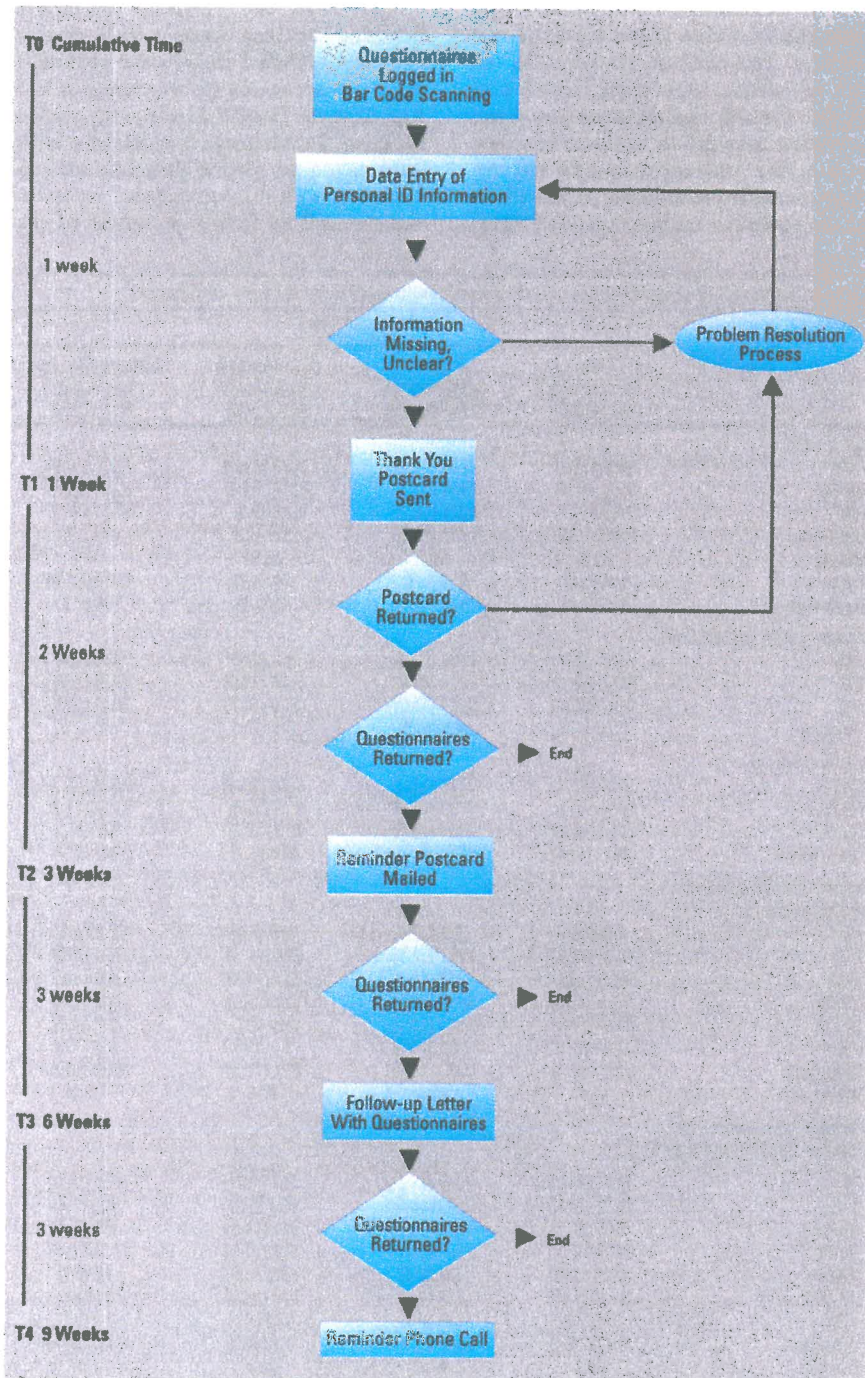 T0 Cumulative Time
Questionnaires
Logged in
Bar Code Scanning
Data Entry of
Personal ID Information
1 week
Information
Missing,
Unclear?
Problem Resolution
Process
Thank You
Postcard
Sent
T1 1 Week
Postcard
Returned?
2 Weeks
Questionnaires
Returned?
End
Reminder Postcard
Mailed
T2 3 Weeks
Questionnaires
Returned?
End
3 weeks
Follow-up Letter
With Questionnaires
T3 6 Weeks
Questionnaires
Returned?
End
3 weeks
T4 9 Weeks
Reminder Phone Call